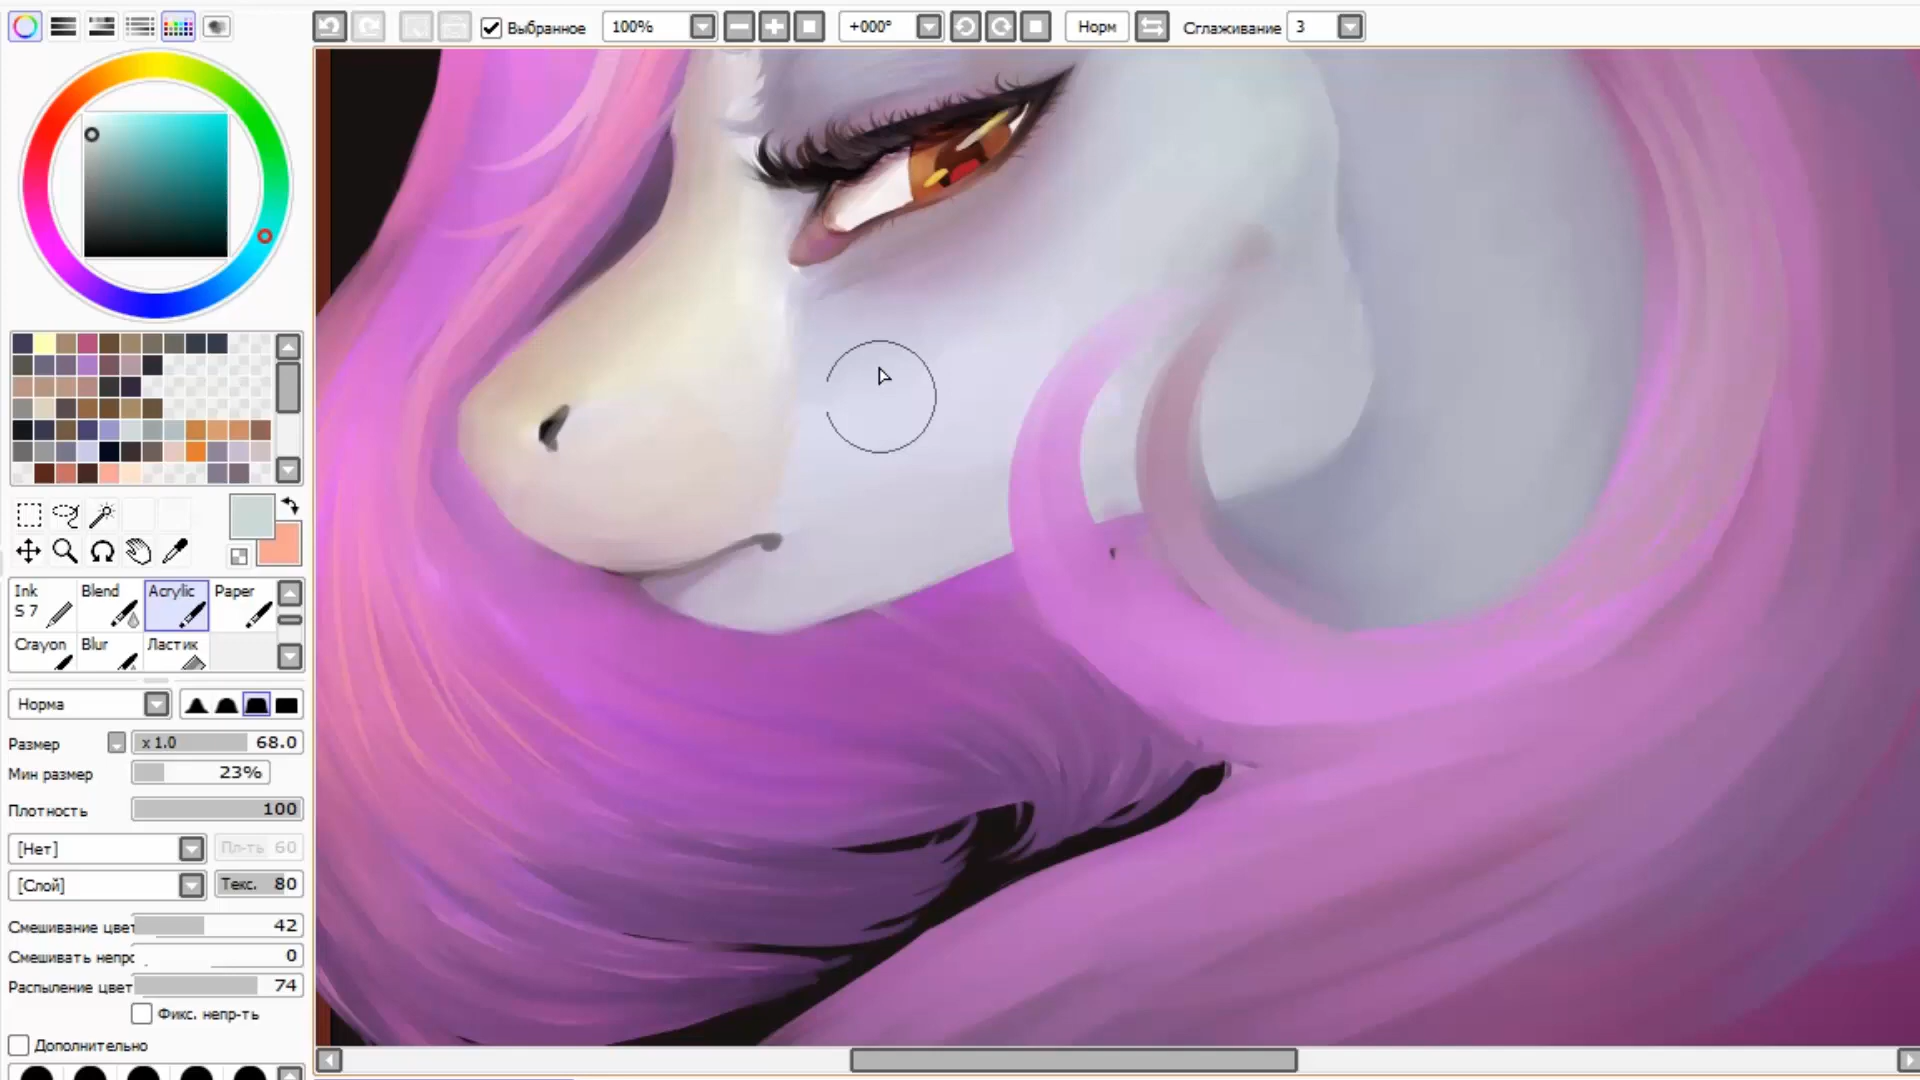 Выбранное 100% +000° Норм Сглаживание 3
Ink Blend Acrylic Paper
S 7
Crayon Blur Ластик
Норма
Размер x 1.0 68.0
Мин размер 23%
Плотность 100
[Нет] Пл-ть 60
[Слой] Текс. 80
Смешивание цвет 42
Смешивать непрс 0
Распыление цвет 74
Фикс. непр-ть
Дополнительно